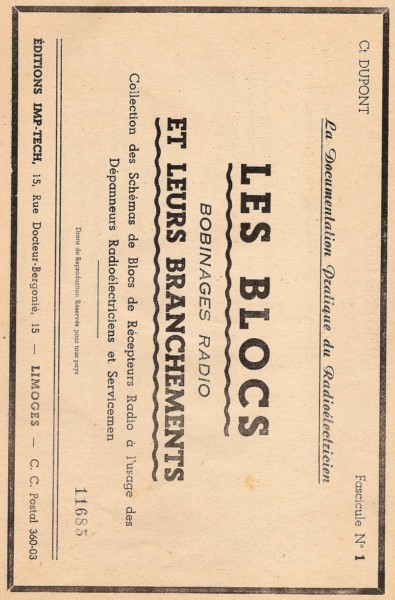 Ct DUPONT
Fascicule N° 1
La Documentation Pratique du Radioélectricien
LES BLOCS
BOBINAGES RADIO
ET LEURS BRANCHEMENTS
Collection des Schémas de Blocs de Récepteurs Radio à l'usage des
Dépanneurs Radioélectriciens et Servicemen
Droits de Reproduction Réservés pour tous pays
11685
ÉDITIONS IMP-TECH, 15, Rue Docteur-Bergonié, 15 — LIMOGES — C. C. Postal 360-03